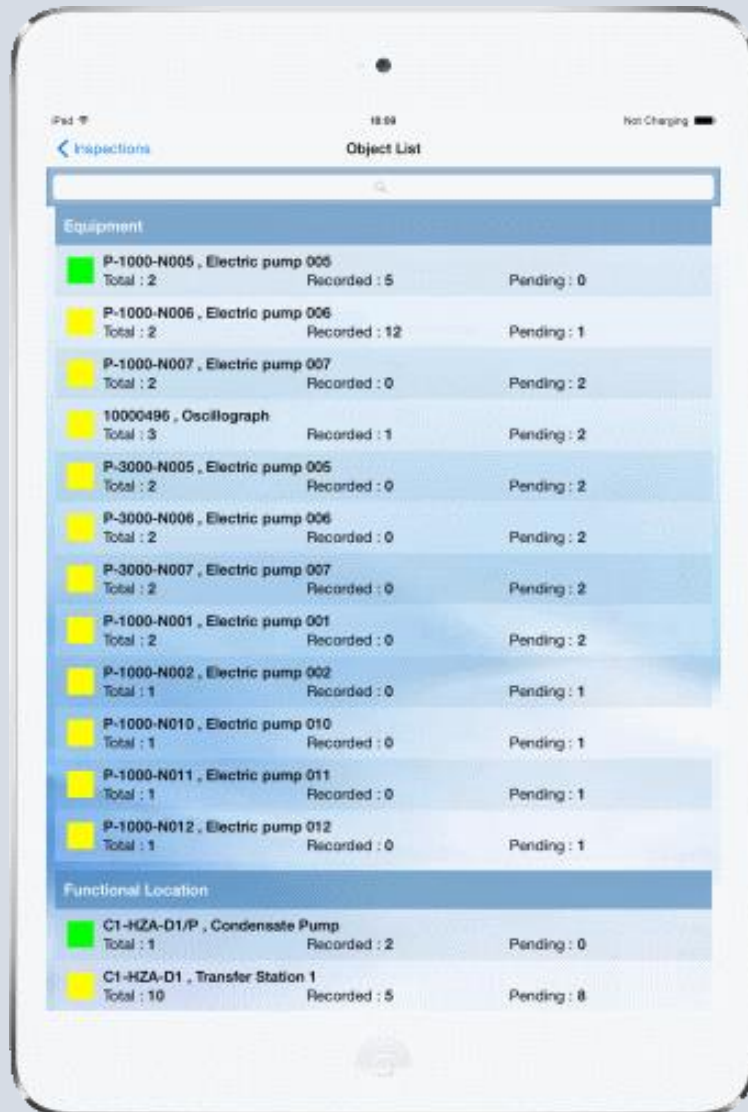 iPad
18:09
Not Charging
Inspections
Object List
Equipment
P-1000-N005 , Electric pump 005
Total : 2 Recorded : 5 Pending : 0
P-1000-N006 , Electric pump 006
Total : 2 Recorded : 12 Pending : 1
P-1000-N007 , Electric pump 007
Total : 2 Recorded : 0 Pending : 2
10000496 , Oscillograph
Total : 3 Recorded : 1 Pending : 2
P-3000-N005 , Electric pump 005
Total : 2 Recorded : 0 Pending : 2
P-3000-N006 , Electric pump 006
Total : 2 Recorded : 0 Pending : 2
P-3000-N007 , Electric pump 007
Total : 2 Recorded : 0 Pending : 2
P-1000-N001 , Electric pump 001
Total : 2 Recorded : 0 Pending : 2
P-1000-N002 , Electric pump 002
Total : 1 Recorded : 0 Pending : 1
P-1000-N010 , Electric pump 010
Total : 1 Recorded : 0 Pending : 1
P-1000-N011 , Electric pump 011
Total : 1 Recorded : 0 Pending : 1
P-1000-N012 , Electric pump 012
Total : 1 Recorded : 0 Pending : 1
Functional Location
C1-HZA-D1/P , Condensate Pump
Total : 1 Recorded : 2 Pending : 0
C1-HZA-D1 , Transfer Station 1
Total : 10 Recorded : 5 Pending : 8